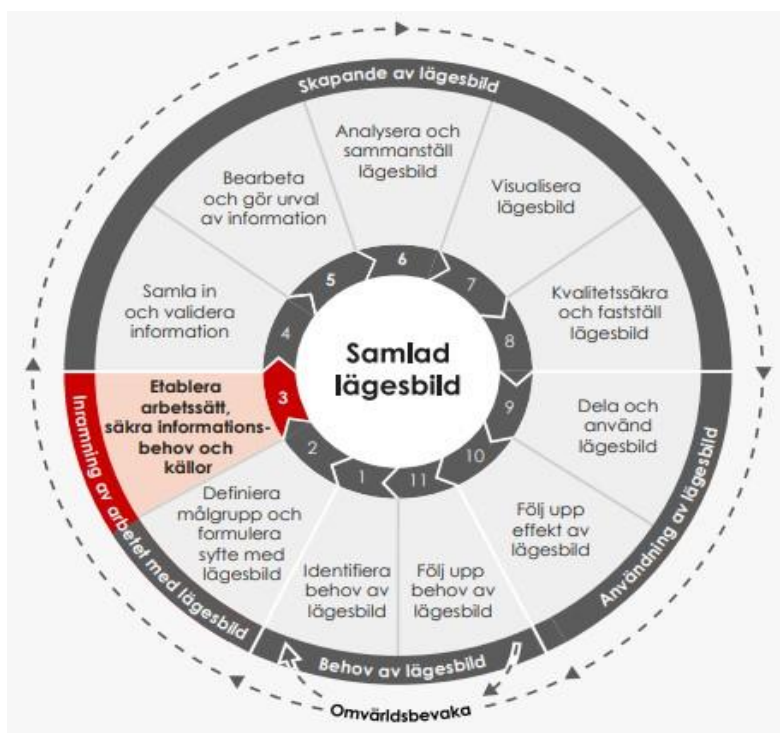 Skapande av lägesbild
Analysera och
sammanställ
lägesbild
Bearbeta
och gör urval
av information
Visualisera
lägesbild
Samla in
och validera
information
Kvalitetssäkra
och fastställ
lägesbild
6
5
7
4
8
Samlad
lägesbild
3
9
2
10
1
11
Etablera
arbetssätt,
säkra informations-
behov och
källor
Dela och
använd
lägesbild
Definiera
målgrupp och
formulera
syfte med
lägesbild
Identifiera
behov av
lägesbild
Följ upp
behov av
lägesbild
Följ upp
effekt av
lägesbild
Inramning av arbetet med lägesbild
Användning av lägesbild
Behov av lägesbild
Omvärldsbevaka